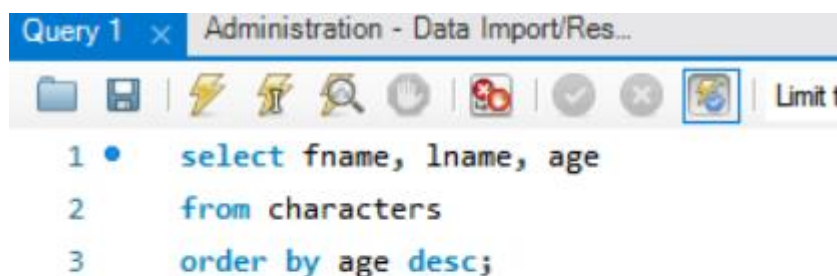 Query 1 × Administration - Data Import/Res...
Limit
1 select fname, lname, age
2 from characters
3 order by age desc;